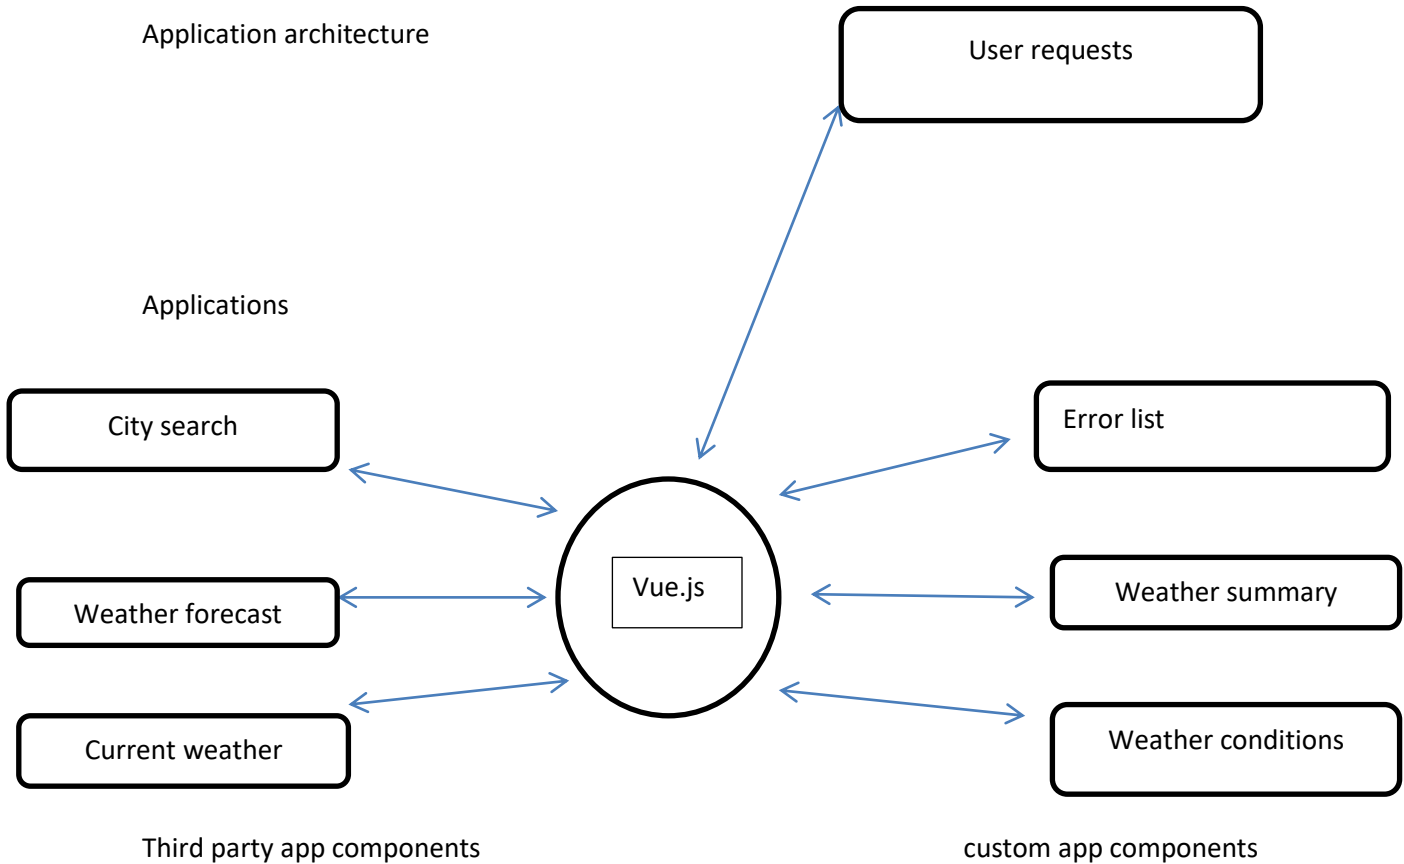 Application architecture
User requests
Applications
City search
Error list
Vue.js
Weather forecast
Weather summary
Current weather
Weather conditions
Third party app components
custom app components